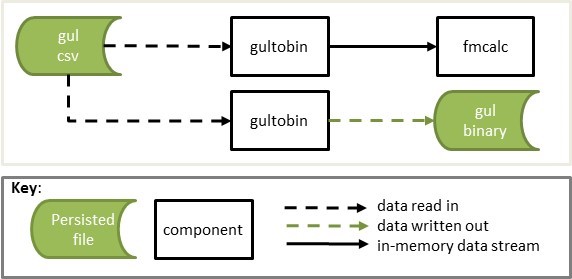 gul
csv
gultobin
fmcalc
gultobin
gul
binary
Key:
Persisted
file
component
data read in
data written out
in-memory data stream